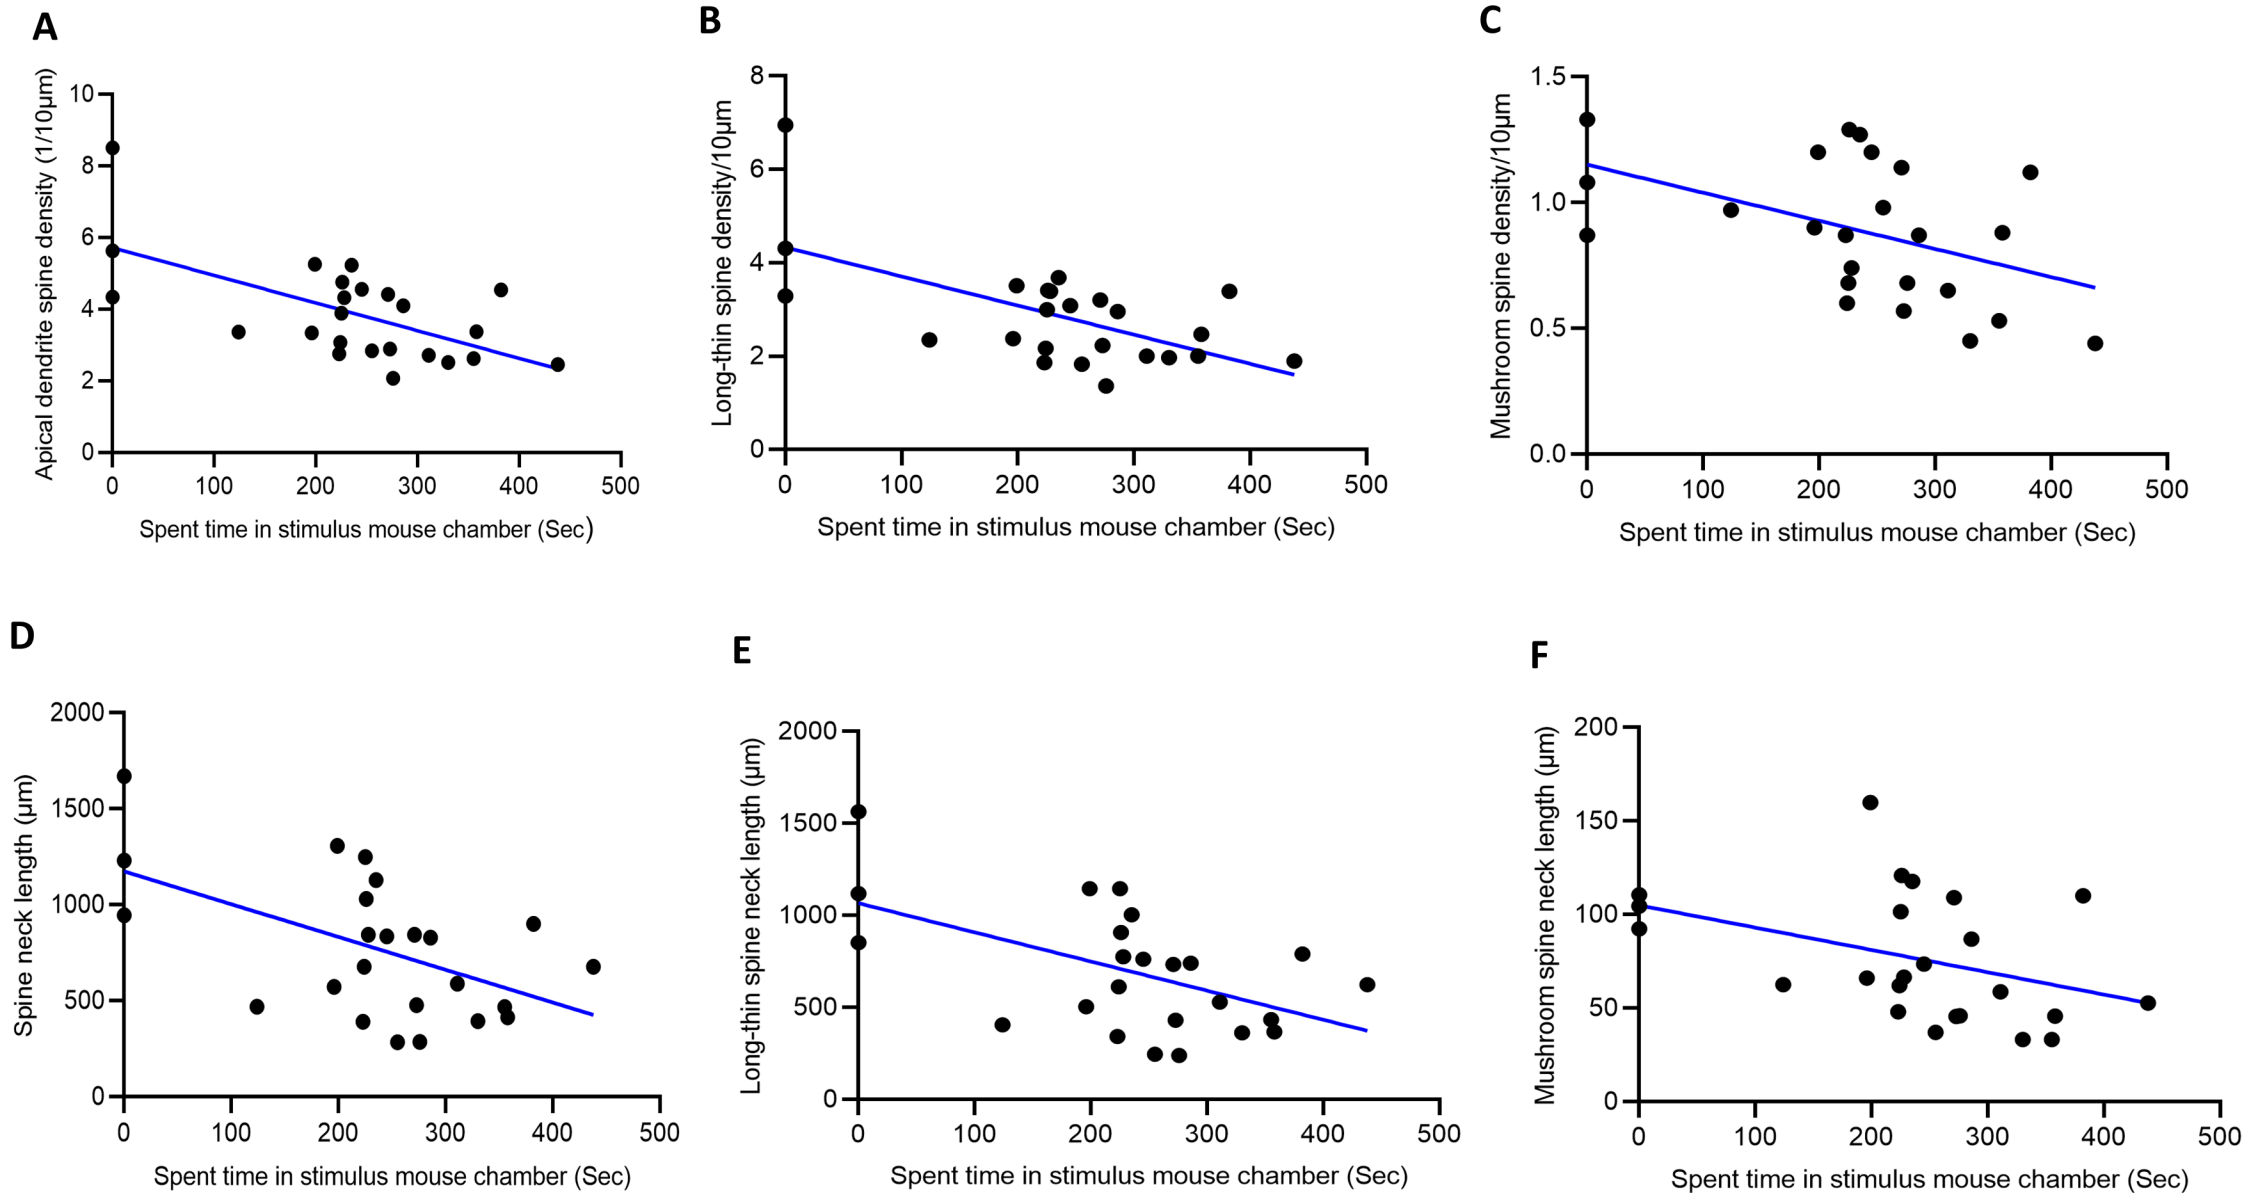 A
Apical dendrite spine density (1/10µm)
10
8
6
4
2
0
0 100 200 300 400 500
Spent time in stimulus mouse chamber (Sec)
B
Long-thin spine density/10µm
8
6
4
2
0
0 100 200 300 400 500
Spent time in stimulus mouse chamber (Sec)
C
Mushroom spine density/10µm
1.5
1.0
0.5
0.0
0 100 200 300 400 500
Spent time in stimulus mouse chamber (Sec)
D
Spine neck length (µm)
2000
1500
1000
500
0
0 100 200 300 400 500
Spent time in stimulus mouse chamber (Sec)
E
Long-thin spine neck length (µm)
2000
1500
1000
500
0
0 100 200 300 400 500
Spent time in stimulus mouse chamber (Sec)
F
Mushroom spine neck length (µm)
200
150
100
50
0
0 100 200 300 400 500
Spent time in stimulus mouse chamber (Sec)